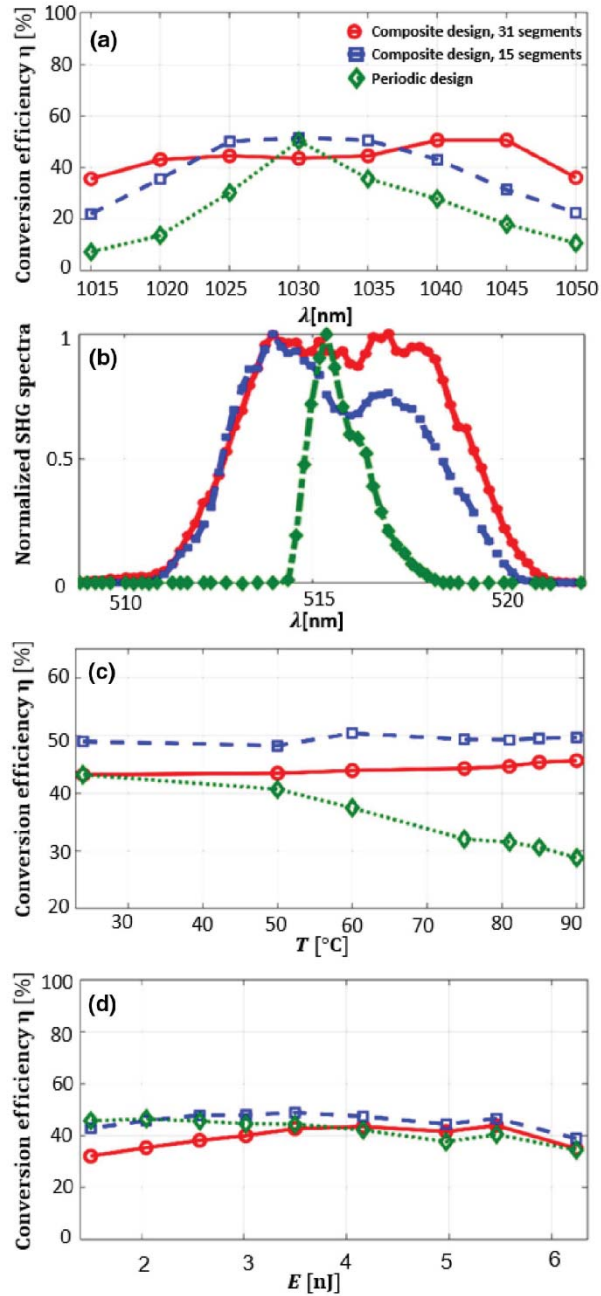 (a)
Composite design, 31 segments
Composite design, 15 segments
Periodic design
Conversion efficiency η [%]
100
80
60
40
20
0
1015 1020 1025 1030 1035 1040 1045 1050
λ[nm]
(b)
Normalized SHG spectra
1
0.5
0
510 515 520
λ[nm]
(c)
Conversion efficiency η [%]
60
50
40
30
20
30 40 50 60 70 80 90
T [°C]
(d)
Conversion efficiency η [%]
100
80
60
40
20
0
2 3 4 5 6
E [nJ]